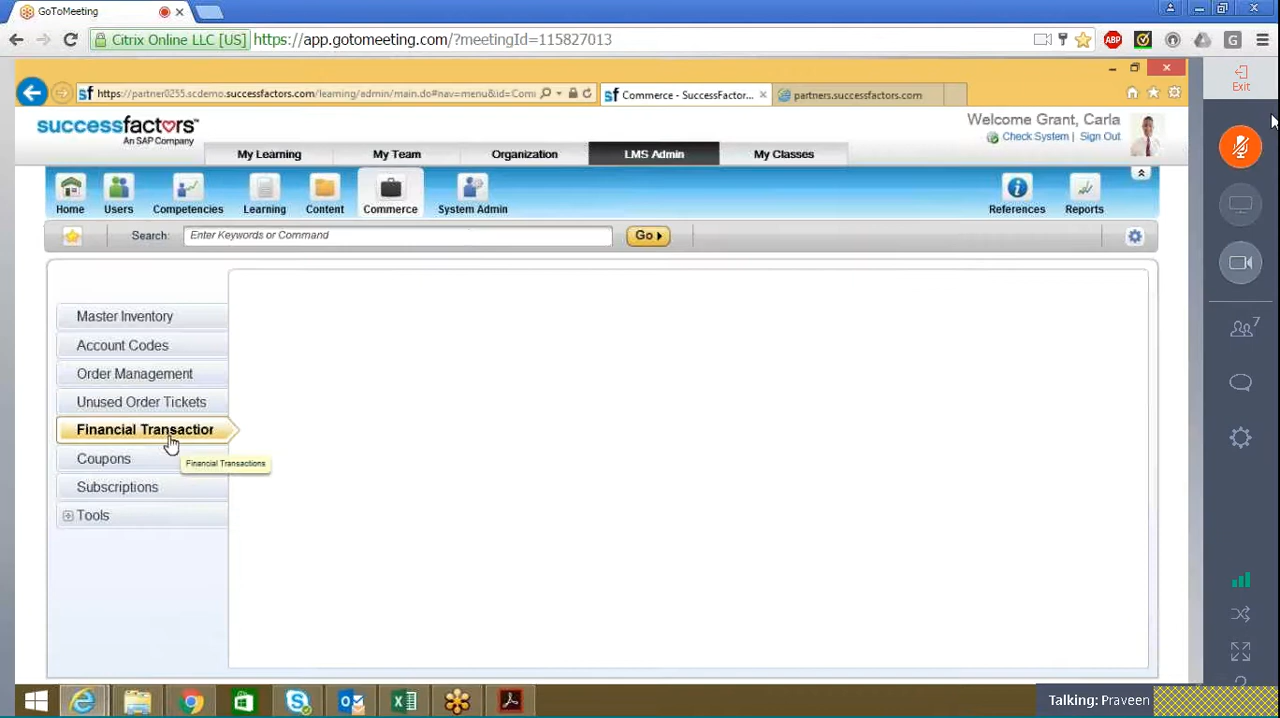 GoToMeeting
Citrix Online LLC [US] https://app.gotomeeting.com/?meetingId=115827013
ABP
G
https://partner0255.scdemo.successfactors.com/learning/admin/main.do#nav=menu&id=Comi
Commerce - SuccessFactor...
partners.successfactors.com
Exit
successfactors™
An SAP Company
Welcome Grant, Carla
Check System | Sign Out
My Learning
My Team
Organization
LMS Admin
My Classes
Home
Users
Competencies
Learning
Content
Commerce
System Admin
References
Reports
Search:
Enter Keywords or Command
Go
Master Inventory
Account Codes
Order Management
Unused Order Tickets
Financial Transaction
Financial Transactions
Coupons
Subscriptions
Tools
7
Talking: Praveen